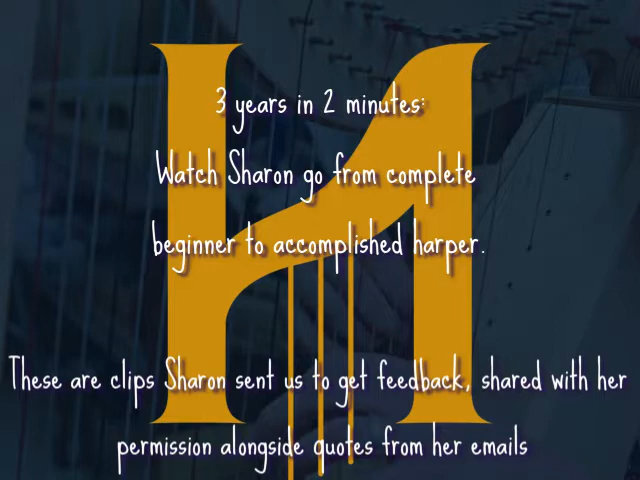 3 years in 2 minutes:
Watch Sharon go from complete
beginner to accomplished harper.
These are clips Sharon sent us to get feedback, shared with her
permission alongside quotes from her emails